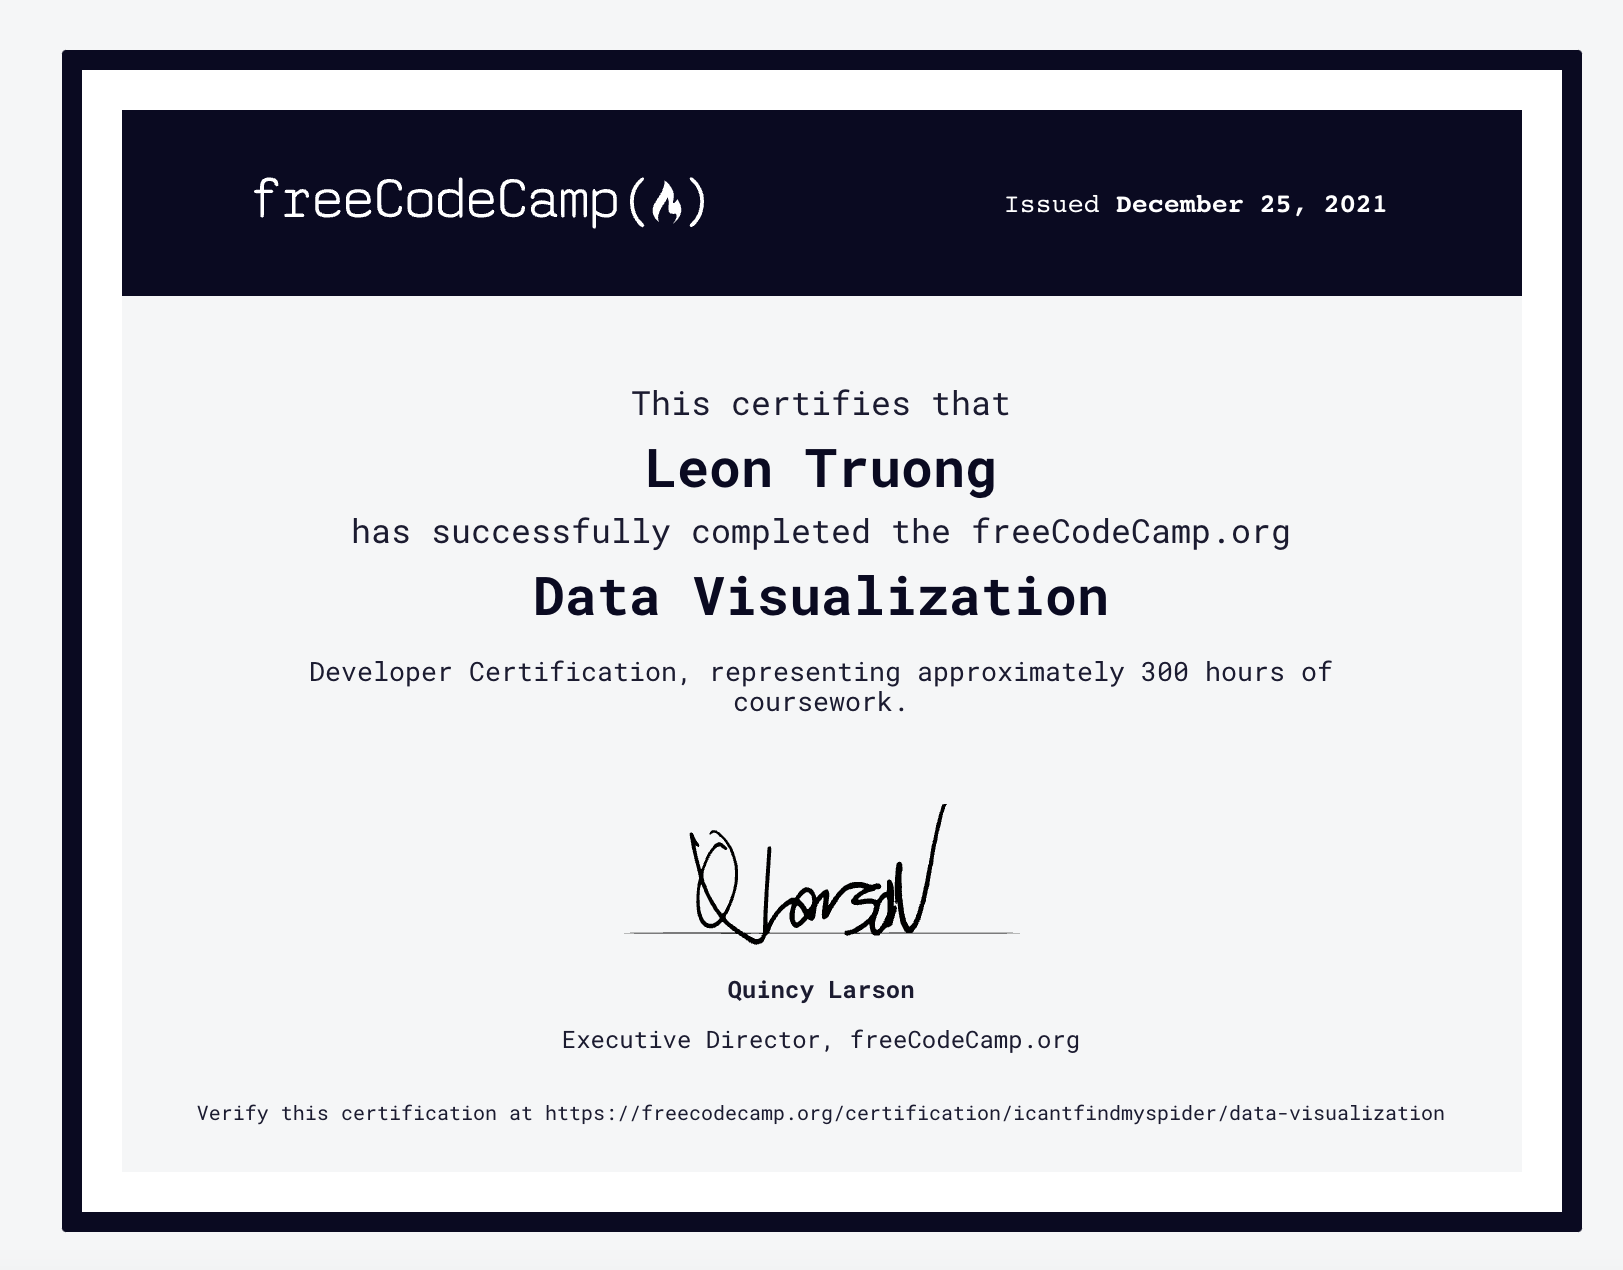 freeCodeCamp(🔥)
Issued December 25, 2021
This certifies that
Leon Truong
has successfully completed the freeCodeCamp.org
Data Visualization
Developer Certification, representing approximately 300 hours of
coursework.
Q Larson
Quincy Larson
Executive Director, freeCodeCamp.org
Verify this certification at https://freecodecamp.org/certification/icantfindmyspider/data-visualization